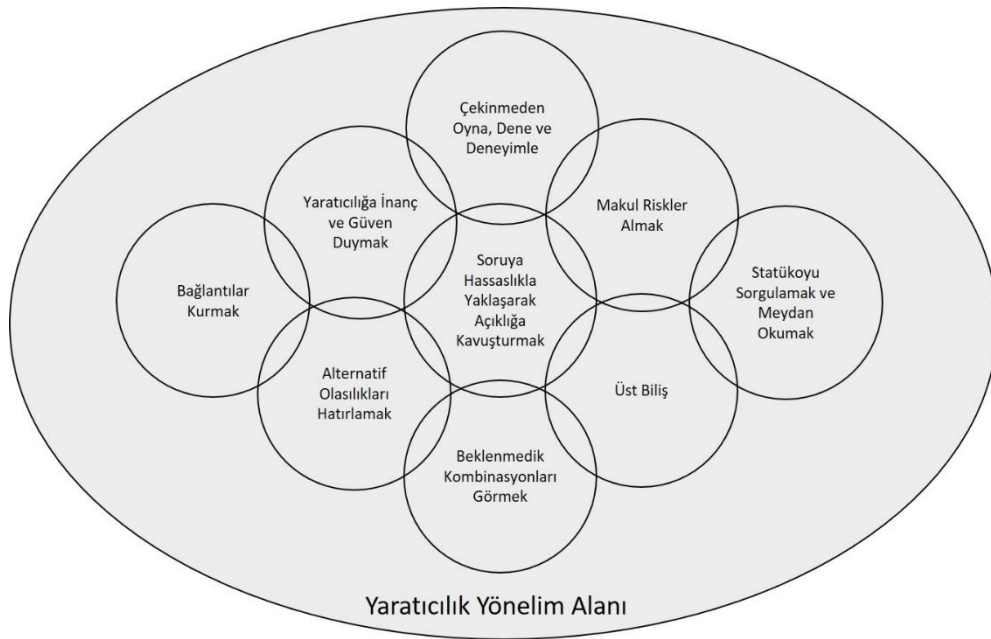 Çekinmeden
Oyna, Dene ve
Deneyimle
Yaratıcılığa İnanç
ve Güven
Duymak
Makul Riskler
Almak
Bağlantılar
Kurmak
Soruya
Hassaslıkla
Yaklaşarak
Açıklığa
Kavuşturmak
Statükoyu
Sorgulamak ve
Meydan
Okumak
Alternatif
Olasılıkları
Hatırlamak
Üst Biliş
Beklenmedik
Kombinasyonları
Görmek
Yaratıcılık Yönelim Alanı